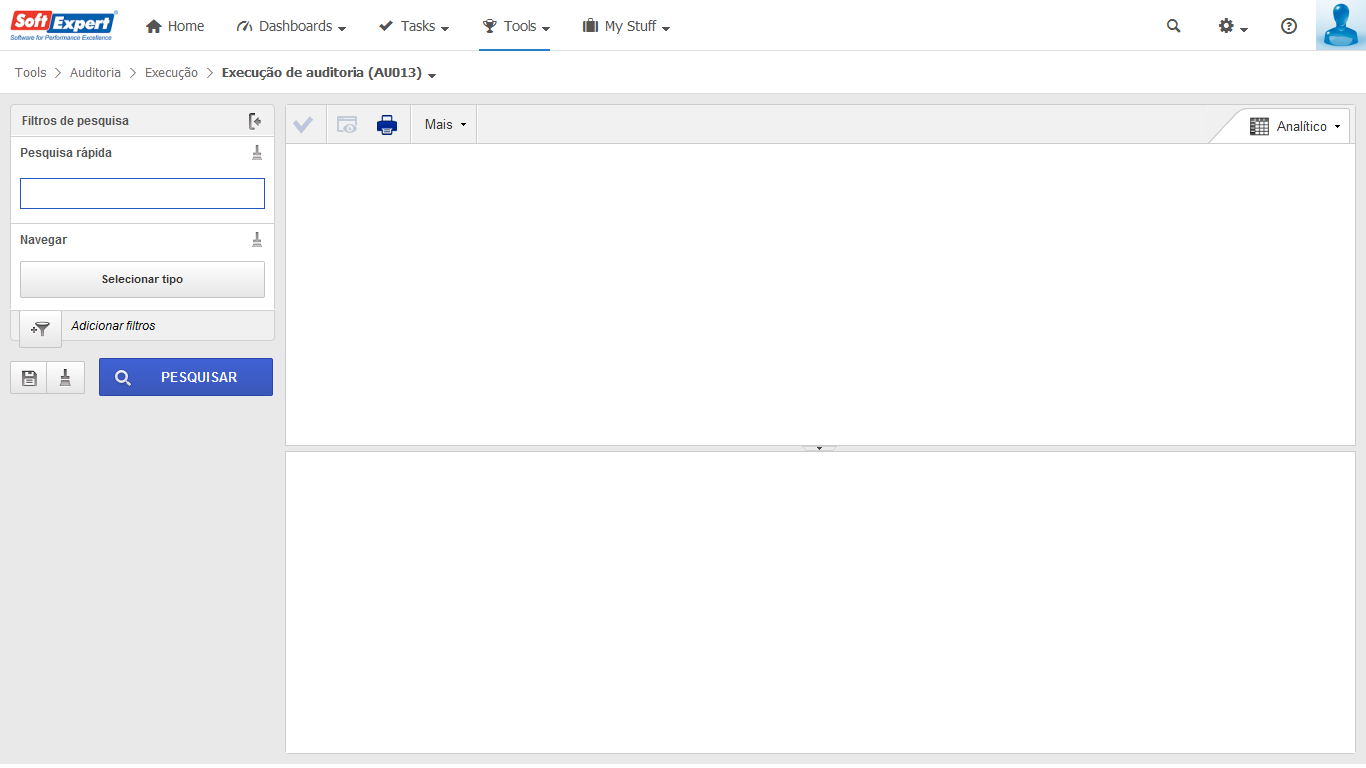 SoftExpert®
Software for Performance Excellence
Home
Dashboards
Tasks
Tools
My Stuff
Tools > Auditoria > Execução > Execução de auditoria (AU013)
Filtros de pesquisa
Pesquisa rápida
Navegar
Selecionar tipo
Adicionar filtros
PESQUISAR
Mais
Analítico